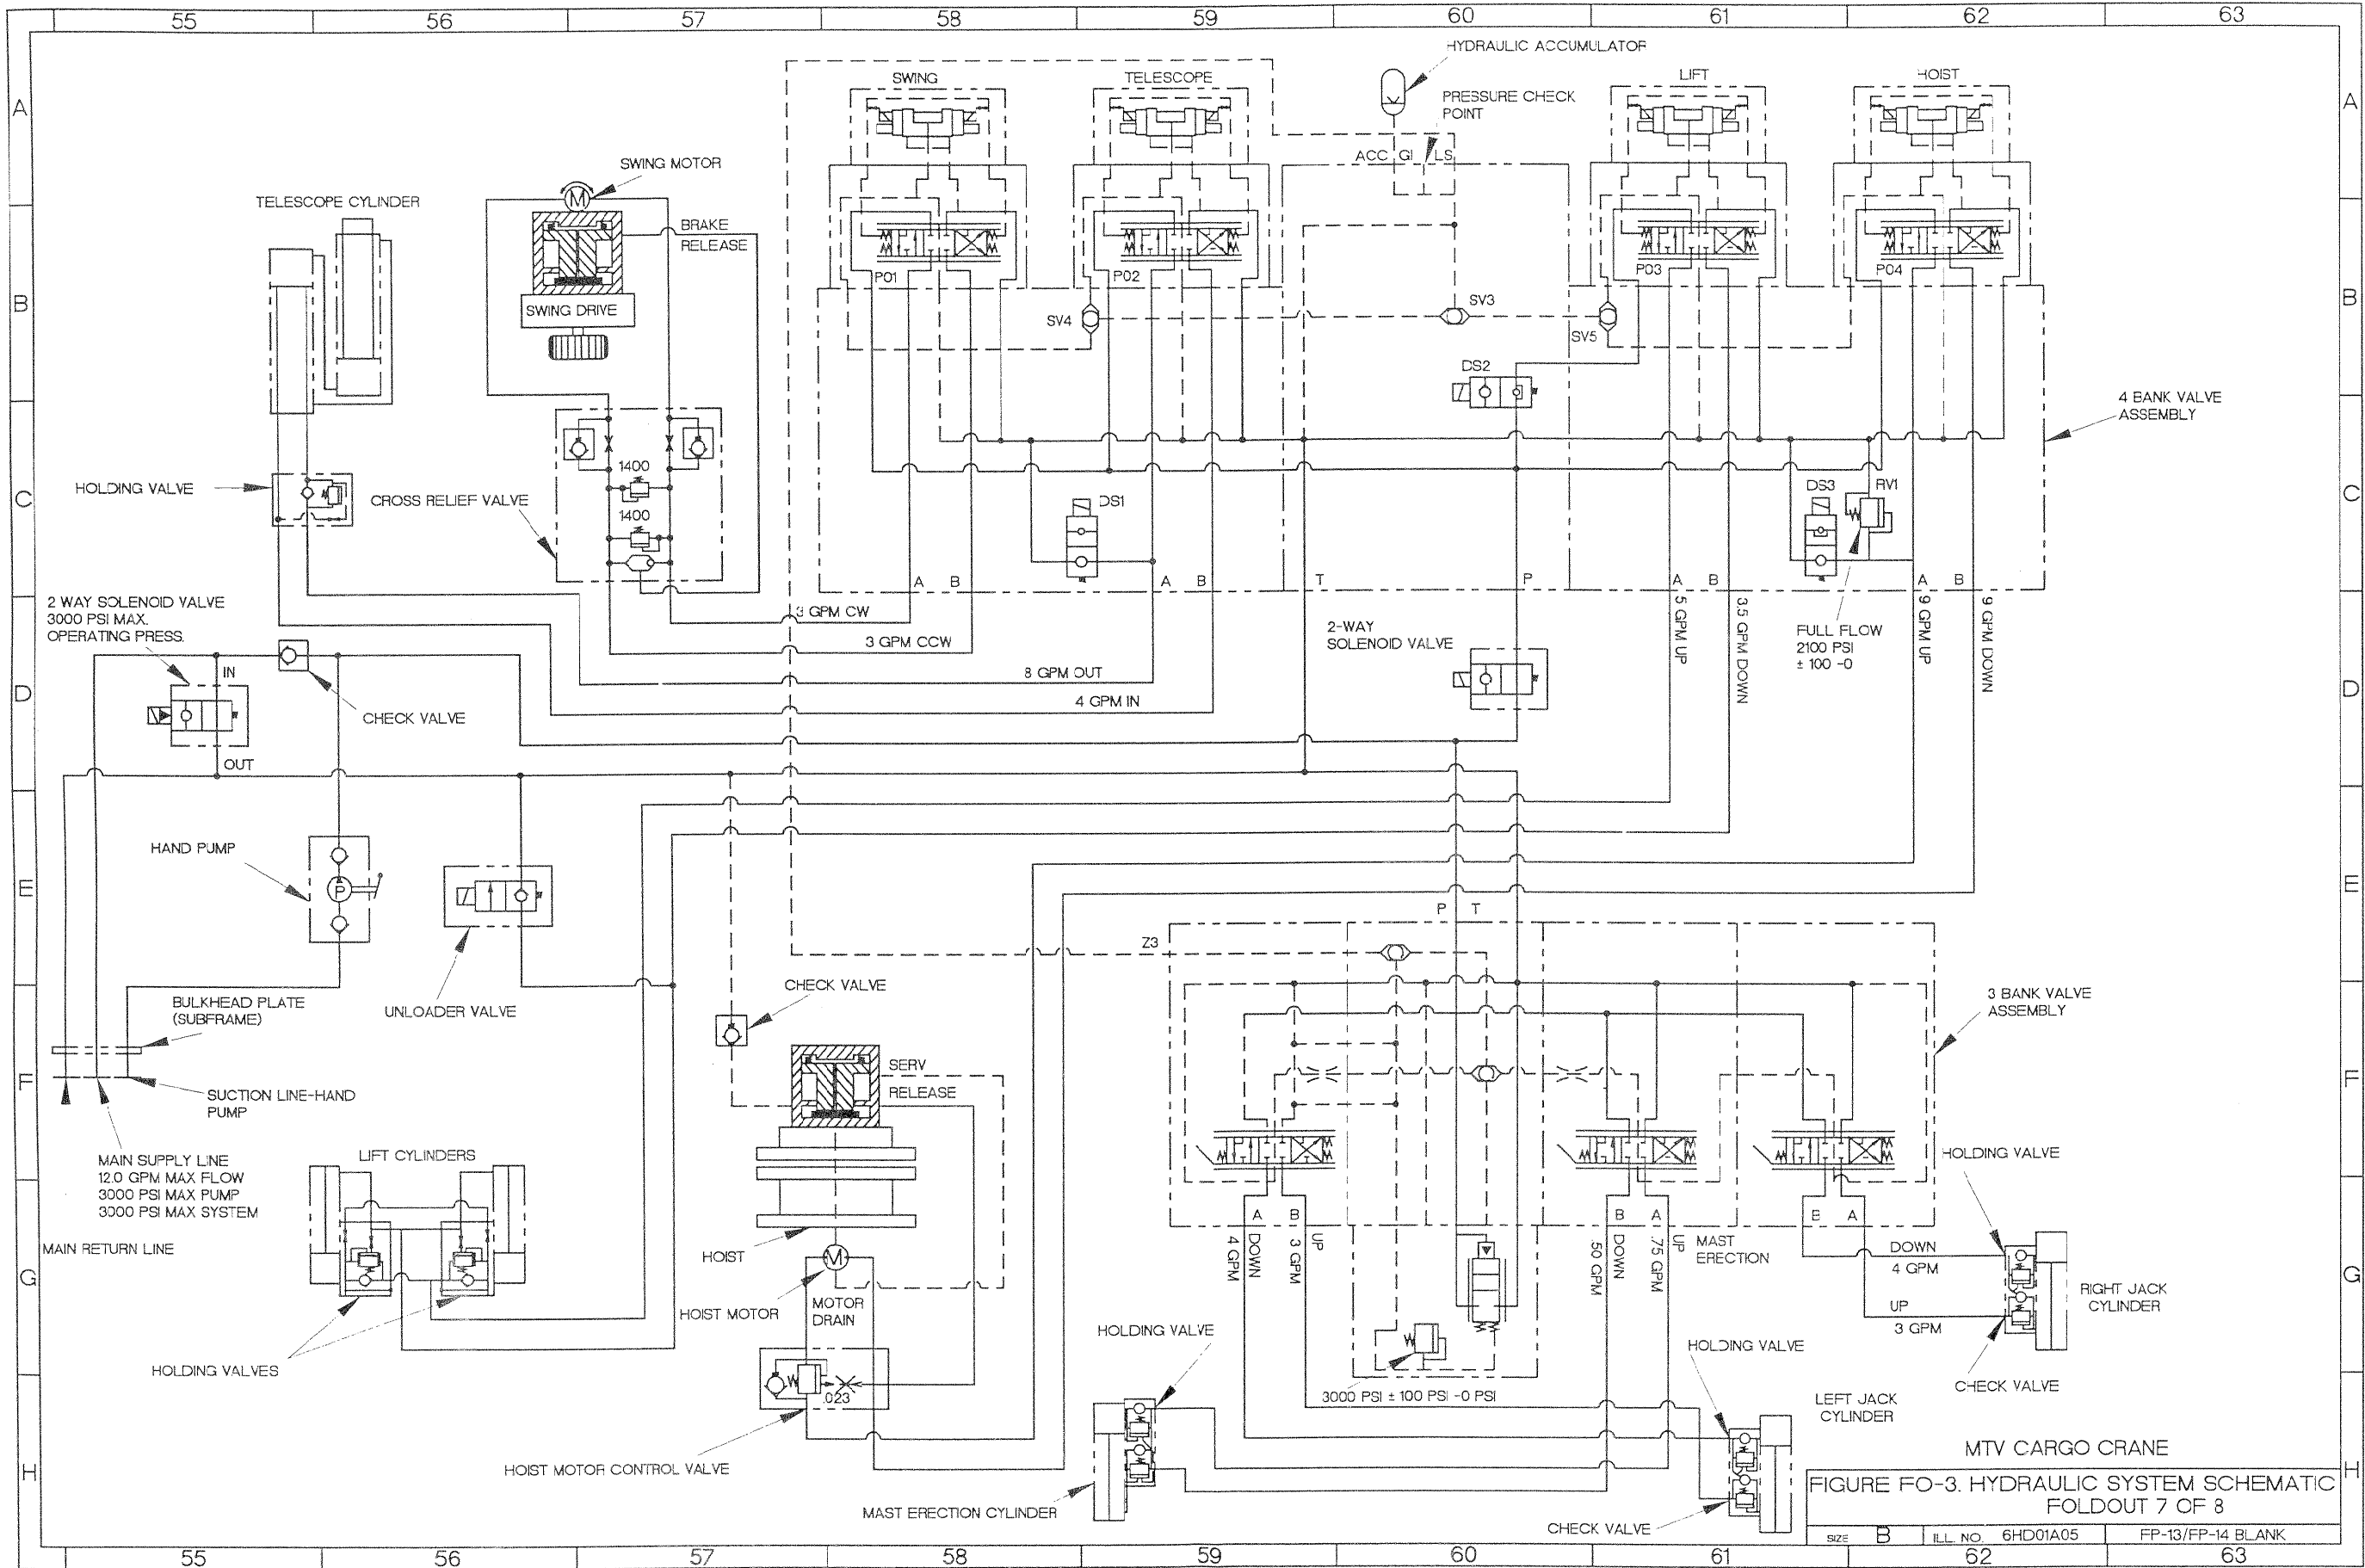 55 56 57 58 59 60 61 62 63
HYDRAULIC ACCUMULATOR
SWING
TELESCOPE
LIFT
HOIST
A
A
PRESSURE CHECK
POINT
ACC GI LS
SWING MOTOR
M
TELESCOPE CYLINDER
BRAKE
RELEASE
P01
P02
P03
P04
B
B
SWING DRIVE
SV4
SV3
SV5
DS2
4 BANK VALVE
ASSEMBLY
1400
1400
HOLDING VALVE
CROSS RELIEF VALVE
C
C
DS1
DS3
RV1
A B
A B
T
P
A B
A B
2 WAY SOLENOID VALVE
3000 PSI MAX.
OPERATING PRESS.
3 GPM CW
3 GPM CCW
8 GPM OUT
4 GPM IN
2-WAY
SOLENOID VALVE
5 GPM UP
3.5 GPM DOWN
FULL FLOW
2100 PSI
± 100 -0
9 GPM UP
9 GPM DOWN
IN
D
D
CHECK VALVE
OUT
HAND PUMP
P
E
E
P T
Z3
UNLOADER VALVE
BULKHEAD PLATE
(SUBFRAME)
CHECK VALVE
3 BANK VALVE
ASSEMBLY
SERV
RELEASE
F
F
SUCTION LINE-HAND
PUMP
MAIN SUPPLY LINE
12.0 GPM MAX FLOW
3000 PSI MAX PUMP
3000 PSI MAX SYSTEM
LIFT CYLINDERS
HOLDING VALVE
MAIN RETURN LINE
HOIST
A B
B A
B A
4 GPM
DOWN
3 GPM
UP
.50 GPM
DOWN
.75 GPM
UP
MAST
ERECTION
DOWN
4 GPM
G
G
M
HOIST MOTOR
MOTOR
DRAIN
UP
3 GPM
RIGHT JACK
CYLINDER
HOLDING VALVE
HOLDING VALVE
HOLDING VALVES
.023
3000 PSI ± 100 PSI -0 PSI
CHECK VALVE
LEFT JACK
CYLINDER
HOIST MOTOR CONTROL VALVE
MAST ERECTION CYLINDER
CHECK VALVE
H
H
MTV CARGO CRANE
FIGURE FO-3. HYDRAULIC SYSTEM SCHEMATIC
FOLDOUT 7 OF 8
SIZE B ILL. NO. 6HD01A05 FP-13/FP-14 BLANK
55 56 57 58 59 60 61 62 63